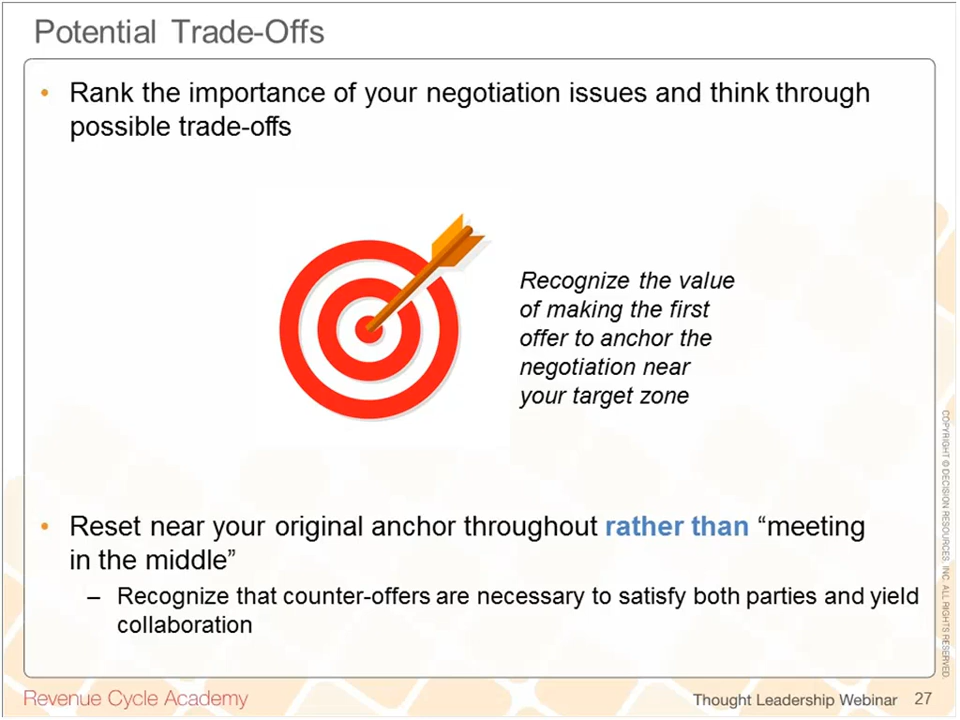 Potential Trade-Offs
• Rank the importance of your negotiation issues and think through
possible trade-offs
Recognize the value
of making the first
offer to anchor the
negotiation near
your target zone
• Reset near your original anchor throughout rather than “meeting
in the middle”
– Recognize that counter-offers are necessary to satisfy both parties and yield
collaboration
COPYRIGHT © DECISION RESOURCES, INC. ALL RIGHTS RESERVED.
Revenue Cycle Academy
Thought Leadership Webinar 27